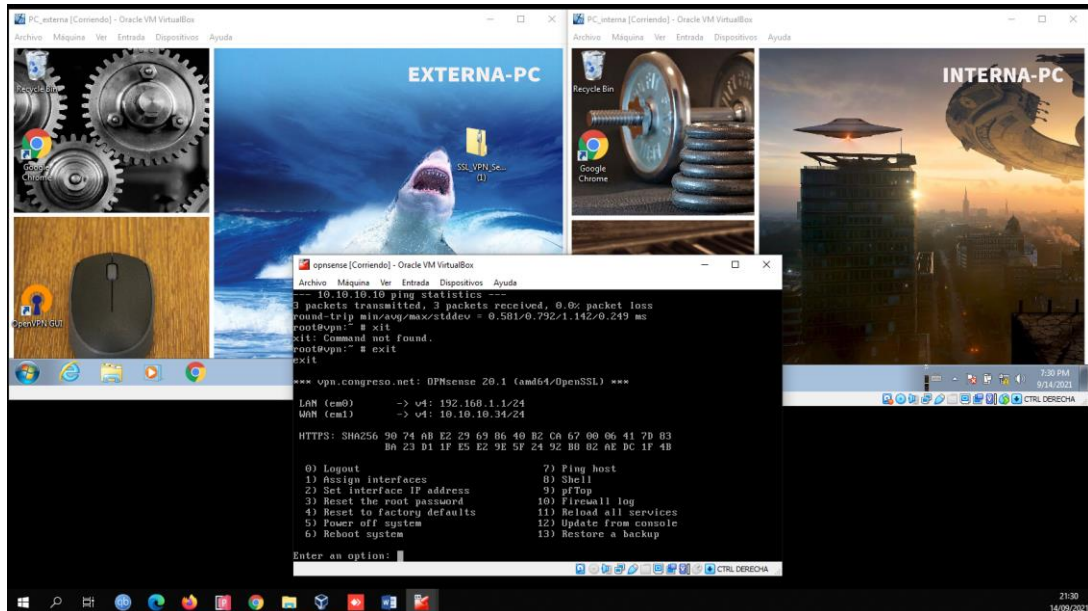 PC_externa [Corriendo] - Oracle VM VirtualBox
Archivo Máquina Ver Entrada Dispositivos Ayuda
Recycle Bin
Google Chrome
OpenVPN GUI
EXTERNA-PC
SSL_VPN_Se...
(1)
PC_interna [Corriendo] - Oracle VM VirtualBox
Archivo Máquina Ver Entrada Dispositivos Ayuda
Recycle Bin
Google
Chrome
INTERNA-PC
7:30 PM
9/14/2021
CTRL DERECHA
opnsense [Corriendo] - Oracle VM VirtualBox
Archivo Máquina Ver Entrada Dispositivos Ayuda
--- 10.10.10.10 ping statistics ---
3 packets transmitted, 3 packets received, 0.0% packet loss
round-trip min/avg/max/stddev = 0.581/0.792/1.142/0.249 ms
root@vpn:~ # xit
xit: Command not found.
root@vpn:~ # exit
exit
*** vpn.congreso.net: OPNsense 20.1 (amd64/OpenSSL) ***
LAN (em0) -> v4: 192.168.1.1/24
WAN (em1) -> v4: 10.10.10.34/24
HTTPS: SHA256 90 74 AB E2 29 69 86 40 B2 CA 67 00 06 41 7D 83
BA 23 D1 1F E5 E2 9E 5F 24 92 B8 82 AE DC 1F 4B
0) Logout 7) Ping host
1) Assign interfaces 8) Shell
2) Set interface IP address 9) pfTop
3) Reset the root password 10) Firewall log
4) Reset to factory defaults 11) Reload all services
5) Power off system 12) Update from console
6) Reboot system 13) Restore a backup
Enter an option:
CTRL DERECHA
21:30